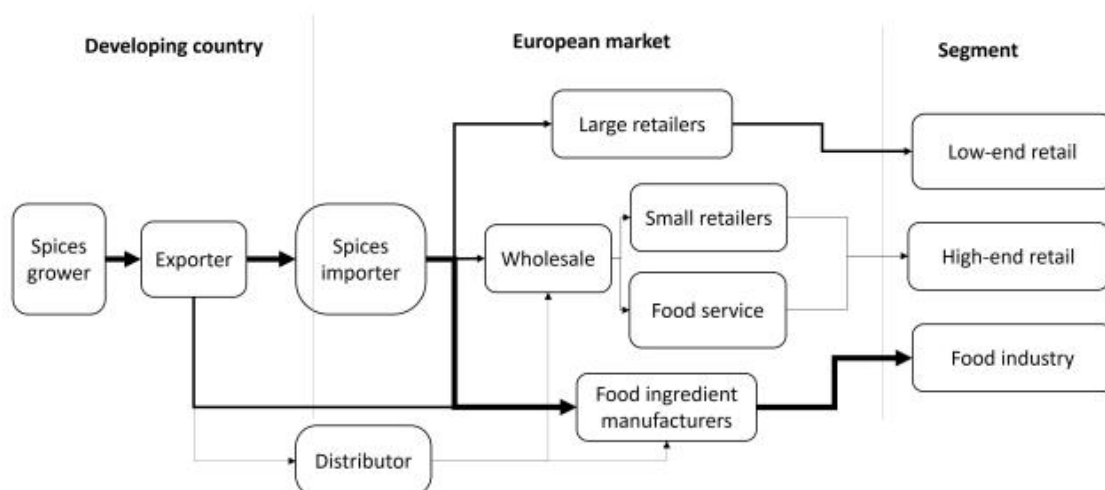 Developing country
European market
Segment
Large retailers
Low-end retail
Spices
grower
Exporter
Spices
importer
Wholesale
Small retailers
High-end retail
Food service
Food industry
Food ingredient
manufacturers
Distributor